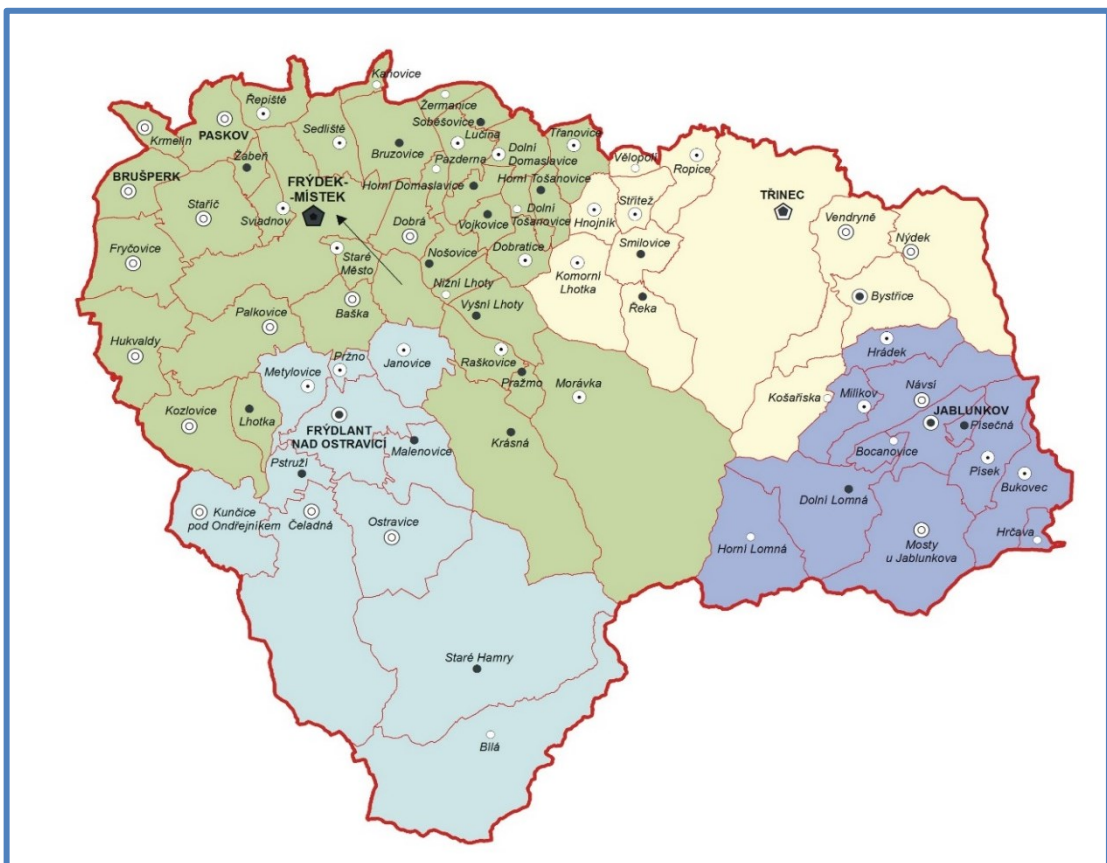 Kaňovice
Řepiště
Žermanice
Soběšovice
PASKOV
Krmelín
Sedliště
Lučina
Třanovice
Bruzovice
Dolní
Domaslavice
Pazderna
Vělopolí
Ropice
Žabeň
BRUŠPERK
FRÝDEK-
-MÍSTEK
Horní Domaslavice
Horní Tošanovice
TŘINEC
Stařič
Sviadnov
Dobrá
Vojkovice
Dolní
Tošanovice
Hnojník
Střítež
Vendryně
Nýdek
Fryčovice
Staré
Město
Nošovice
Dobratice
Smilovice
Komorní
Lhotka
Nižní Lhoty
Řeka
Bystřice
Baška
Vyšní Lhoty
Palkovice
Hukvaldy
Pržno
Janovice
Raškovice
Hrádek
Metylovice
Pražmo
Morávka
Košařiska
Milíkov
Návsí
Kozlovice
Lhotka
FRÝDLANT
NAD OSTRAVICÍ
Krásná
JABLUNKOV
Písečná
Malenovice
Bocanovice
Pstruží
Písek
Bukovec
Dolní Lomná
Kunčice
pod Ondřejníkem
Čeladná
Ostravice
Horní Lomná
Mosty
u Jablunkova
Hrčava
Staré Hamry
Bílá